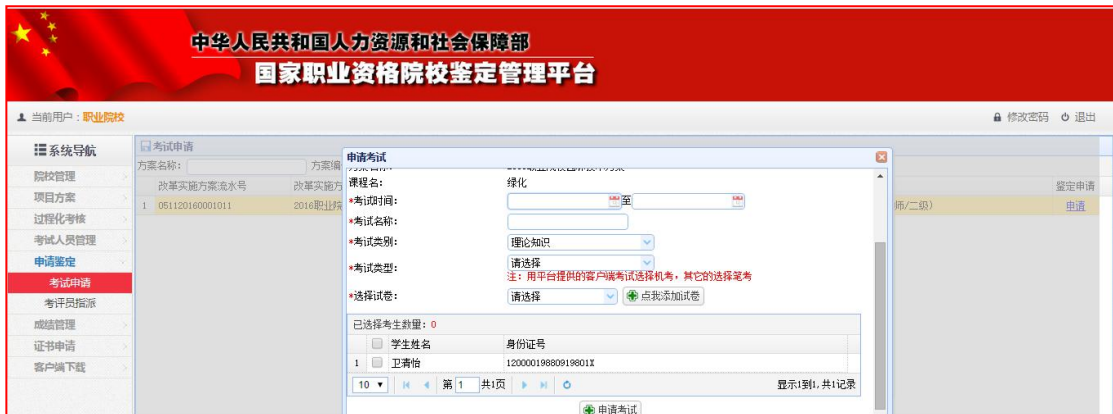 中华人民共和国人力资源和社会保障部
国家职业资格院校鉴定管理平台
当前用户：职业院校
修改密码 退出
系统导航
院校管理
项目方案
过程化考核
考试人员管理
申请鉴定
考试申请
考评员指派
成绩管理
证书申请
客户端下载
考试申请
方案名称： 方案编
改革实施方案流水号 改革实施方 鉴定申请
1 051120160001011 2016职业院 师/二级） 申请
申请考试
课程名： 绿化
*考试时间： 至
*考试名称：
*考试类别： 理论知识
*考试类型： 请选择
注：用平台提供的客户端考试选择机考，其它的选择笔考
*选择试卷： 请选择 点我添加试卷
已选择考生数量：0
学生姓名 身份证号
1 卫清怡 12000019880919801X
10 第 1 共1页 显示1到1,共1记录
申请考试